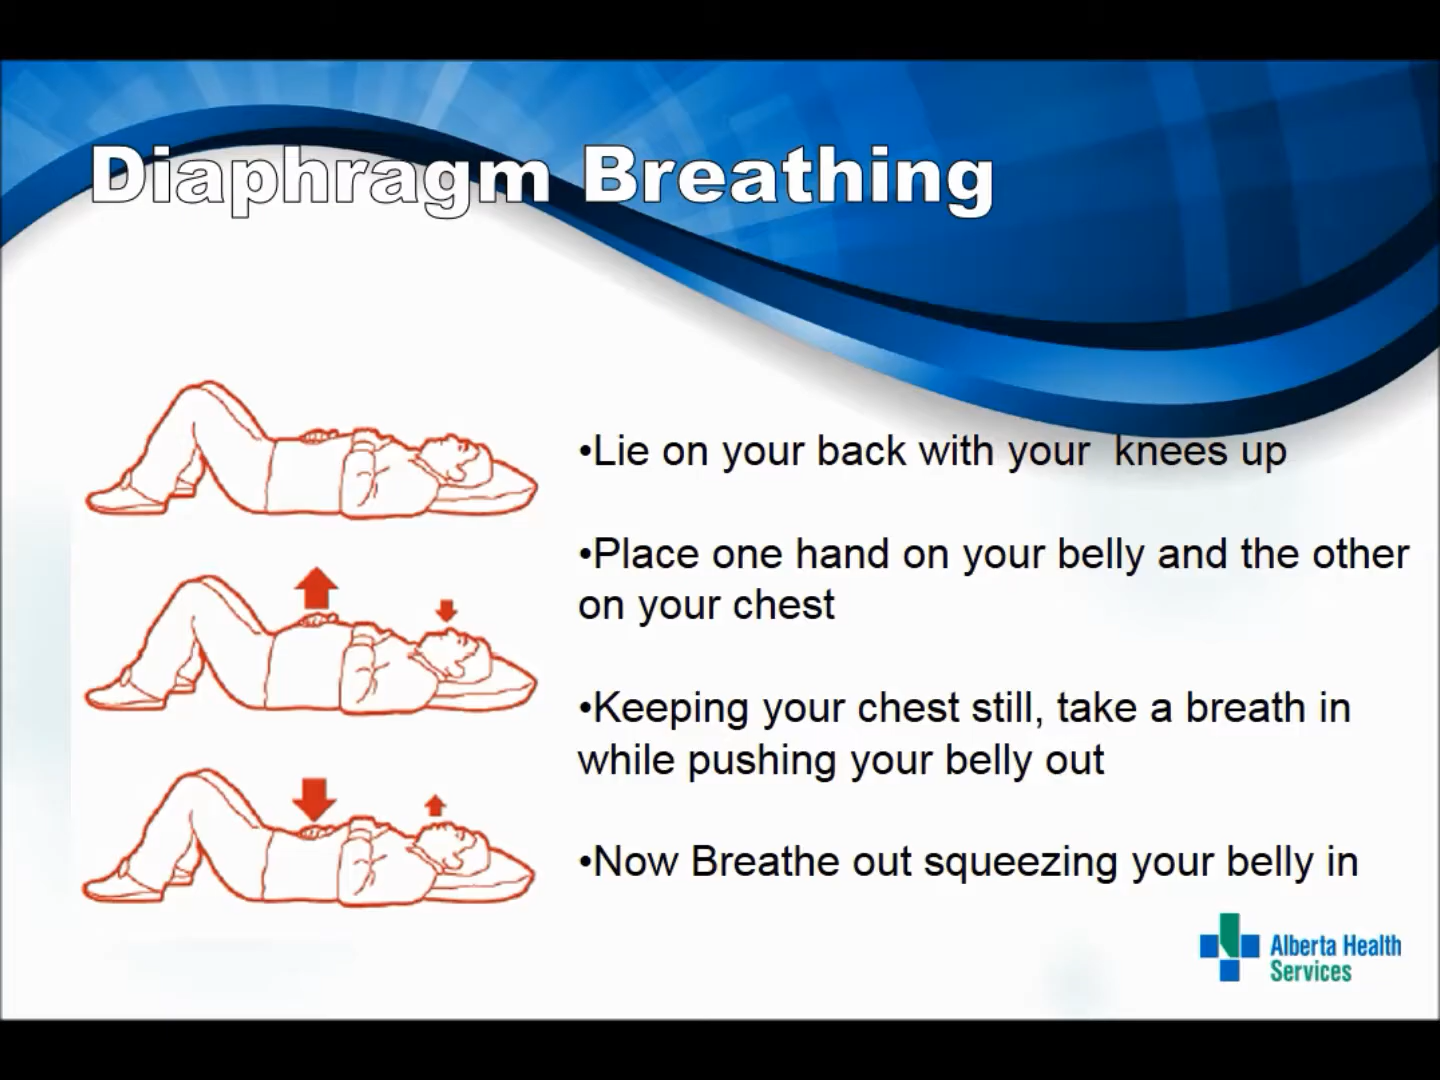 Diaphragm Breathing
•Lie on your back with your  knees up
•Place one hand on your belly and the other
on your chest
•Keeping your chest still, take a breath in
while pushing your belly out
•Now Breathe out squeezing your belly in
Alberta Health
Services